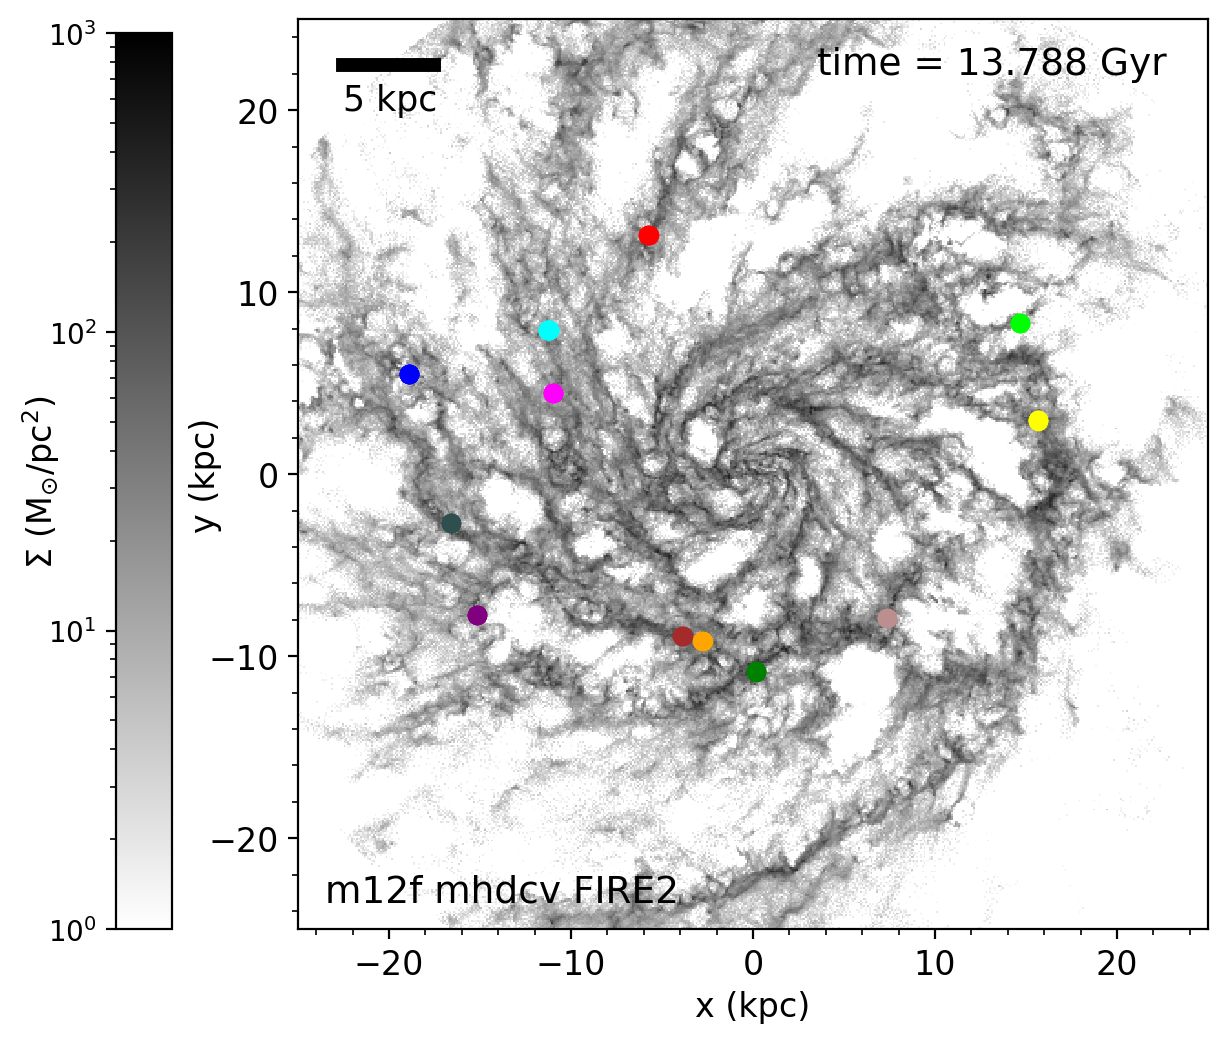 time = 13.788 Gyr
5 kpc
m12f mhdcv FIRE2
10³
10²
10¹
10⁰
Σ (M☉/pc²)
20
10
0
−10
−20
y (kpc)
−20
−10
0
10
20
x (kpc)